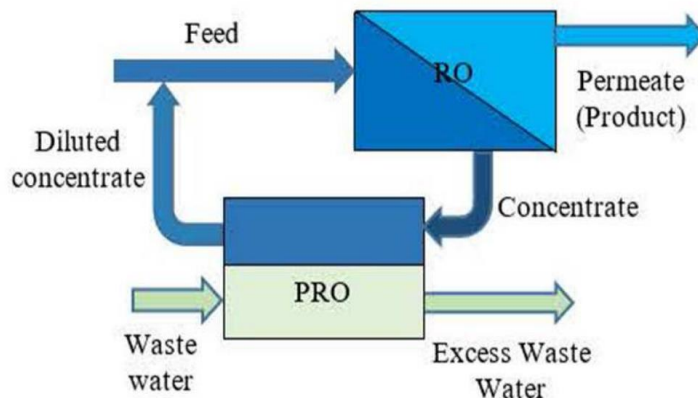 Feed
RO
Permeate
(Product)
Diluted
concentrate
Concentrate
PRO
Waste
water
Excess Waste
Water